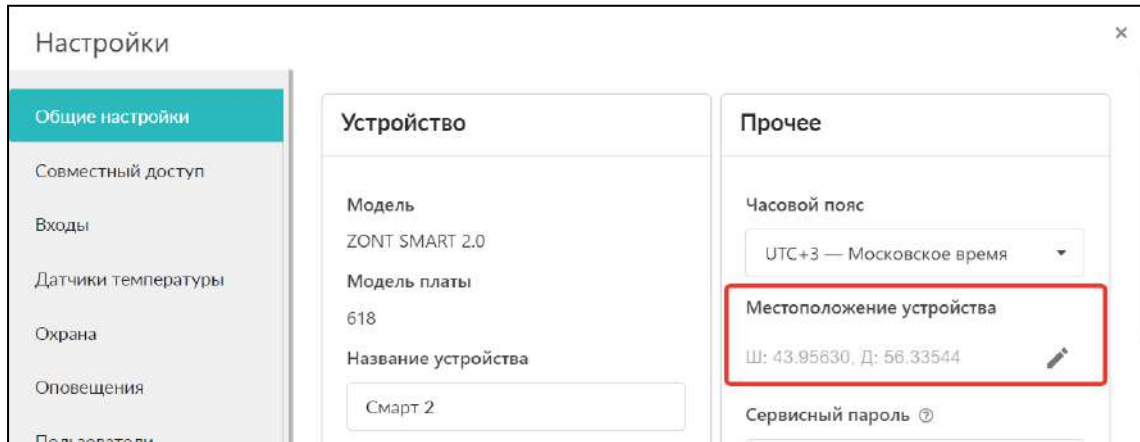 Настройки
×
Общие настройки
Совместный доступ
Входы
Датчики температуры
Охрана
Оповещения
Пользователи
Устройство
Модель
ZONT SMART 2.0
Модель платы
618
Название устройства
Смарт 2
Прочее
Часовой пояс
UTC+3 — Московское время
Местоположение устройства
Ш: 43.95630, Д: 56.33544
Сервисный пароль ?